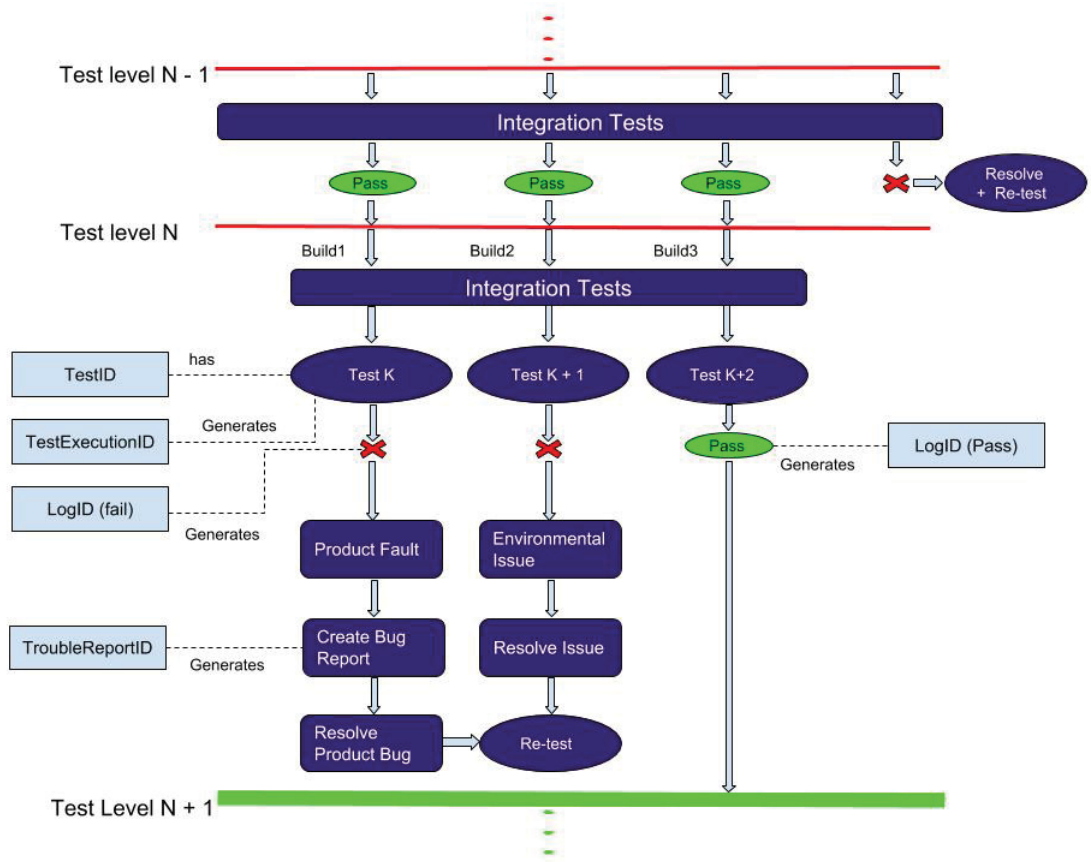 Test level N - 1
Integration Tests
Pass
Pass
Pass
Resolve
+ Re-test
Test level N
Build1
Build2
Build3
Integration Tests
TestID
has
Test K
Test K + 1
Test K+2
TestExecutionID
Generates
Pass
Generates
LogID (Pass)
LogID (fail)
Generates
Product Fault
Environmental
Issue
TroubleReportID
Generates
Create Bug
Report
Resolve Issue
Resolve
Product Bug
Re-test
Test Level N + 1